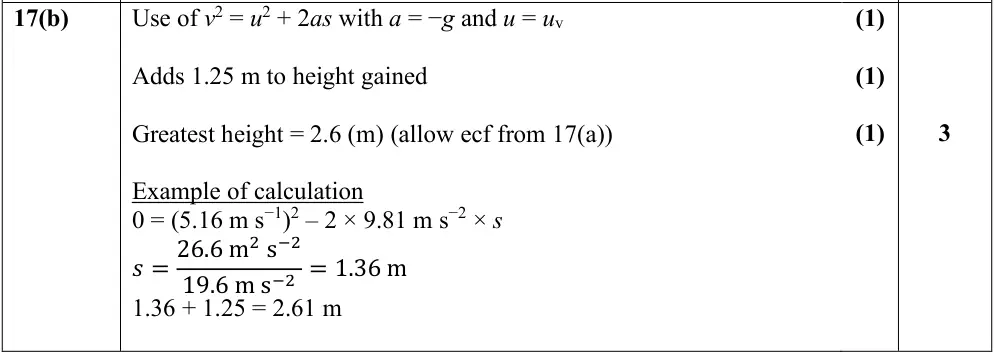 17(b) Use of v² = u² + 2as with a = −g and u = uᵥ (1)
Adds 1.25 m to height gained (1)
Greatest height = 2.6 (m) (allow ecf from 17(a)) (1) 3
Example of calculation
0 = (5.16 m s⁻¹)² – 2 × 9.81 m s⁻² × s
s = 26.6 m² s⁻² / 19.6 m s⁻² = 1.36 m
1.36 + 1.25 = 2.61 m